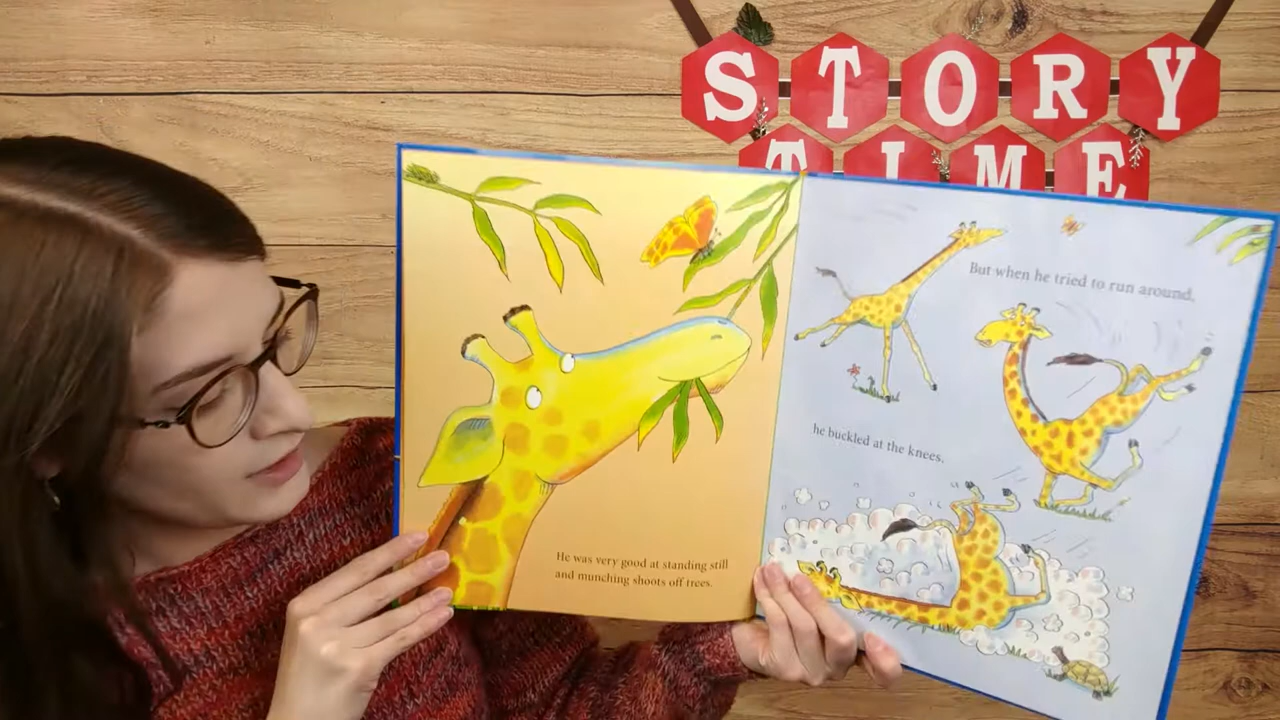 STORY
TIME
He was very good at standing still
and munching shoots off trees.
But when he tried to run around,
he buckled at the knees.